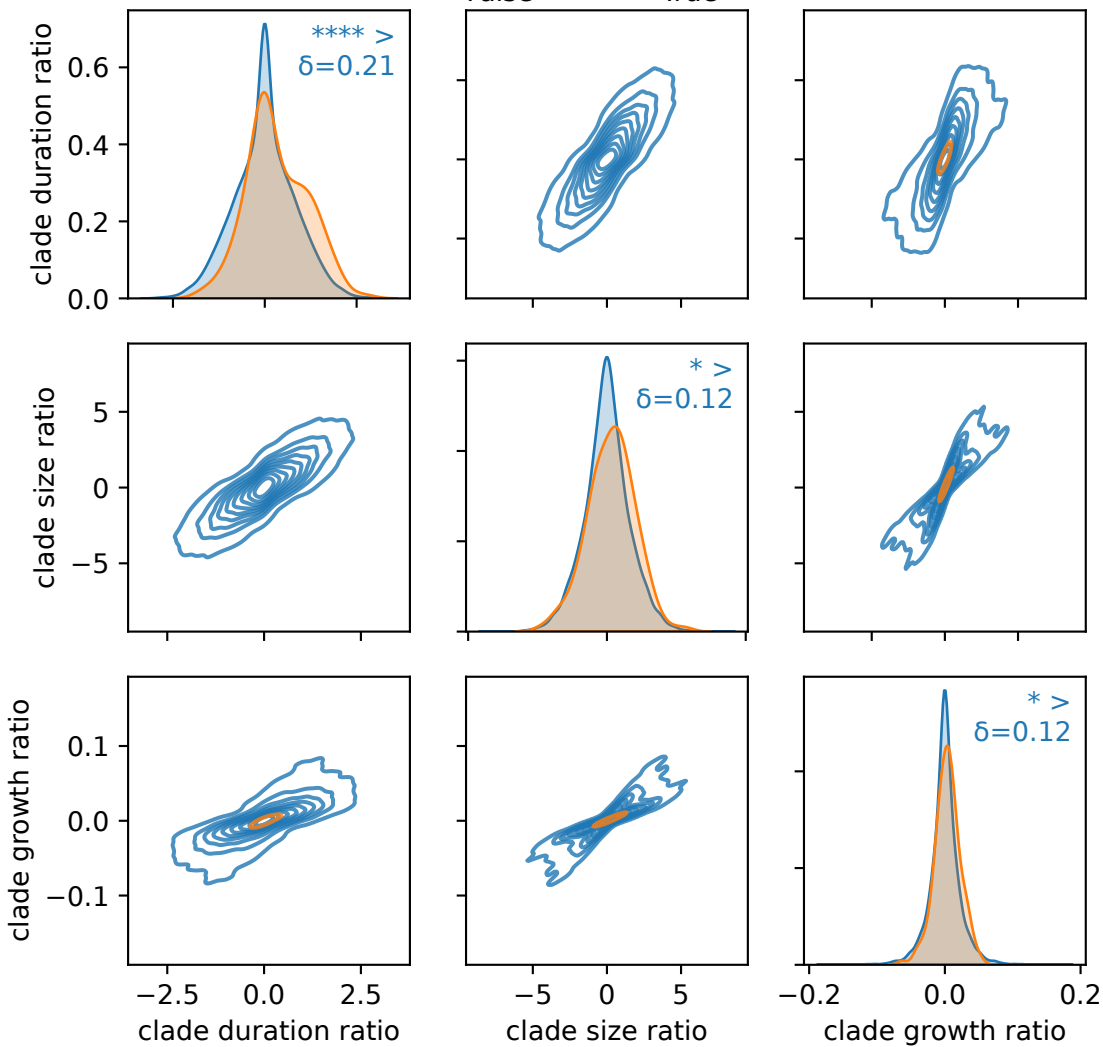 clade duration ratio
0.6
0.4
0.2
0.0
**** >
δ=0.21
clade size ratio
5
0
−5
* >
δ=0.12
clade growth ratio
0.1
0.0
−0.1
* >
δ=0.12
−2.5 0.0 2.5
−5 0 5
−0.2 0.0 0.2
clade duration ratio
clade size ratio
clade growth ratio